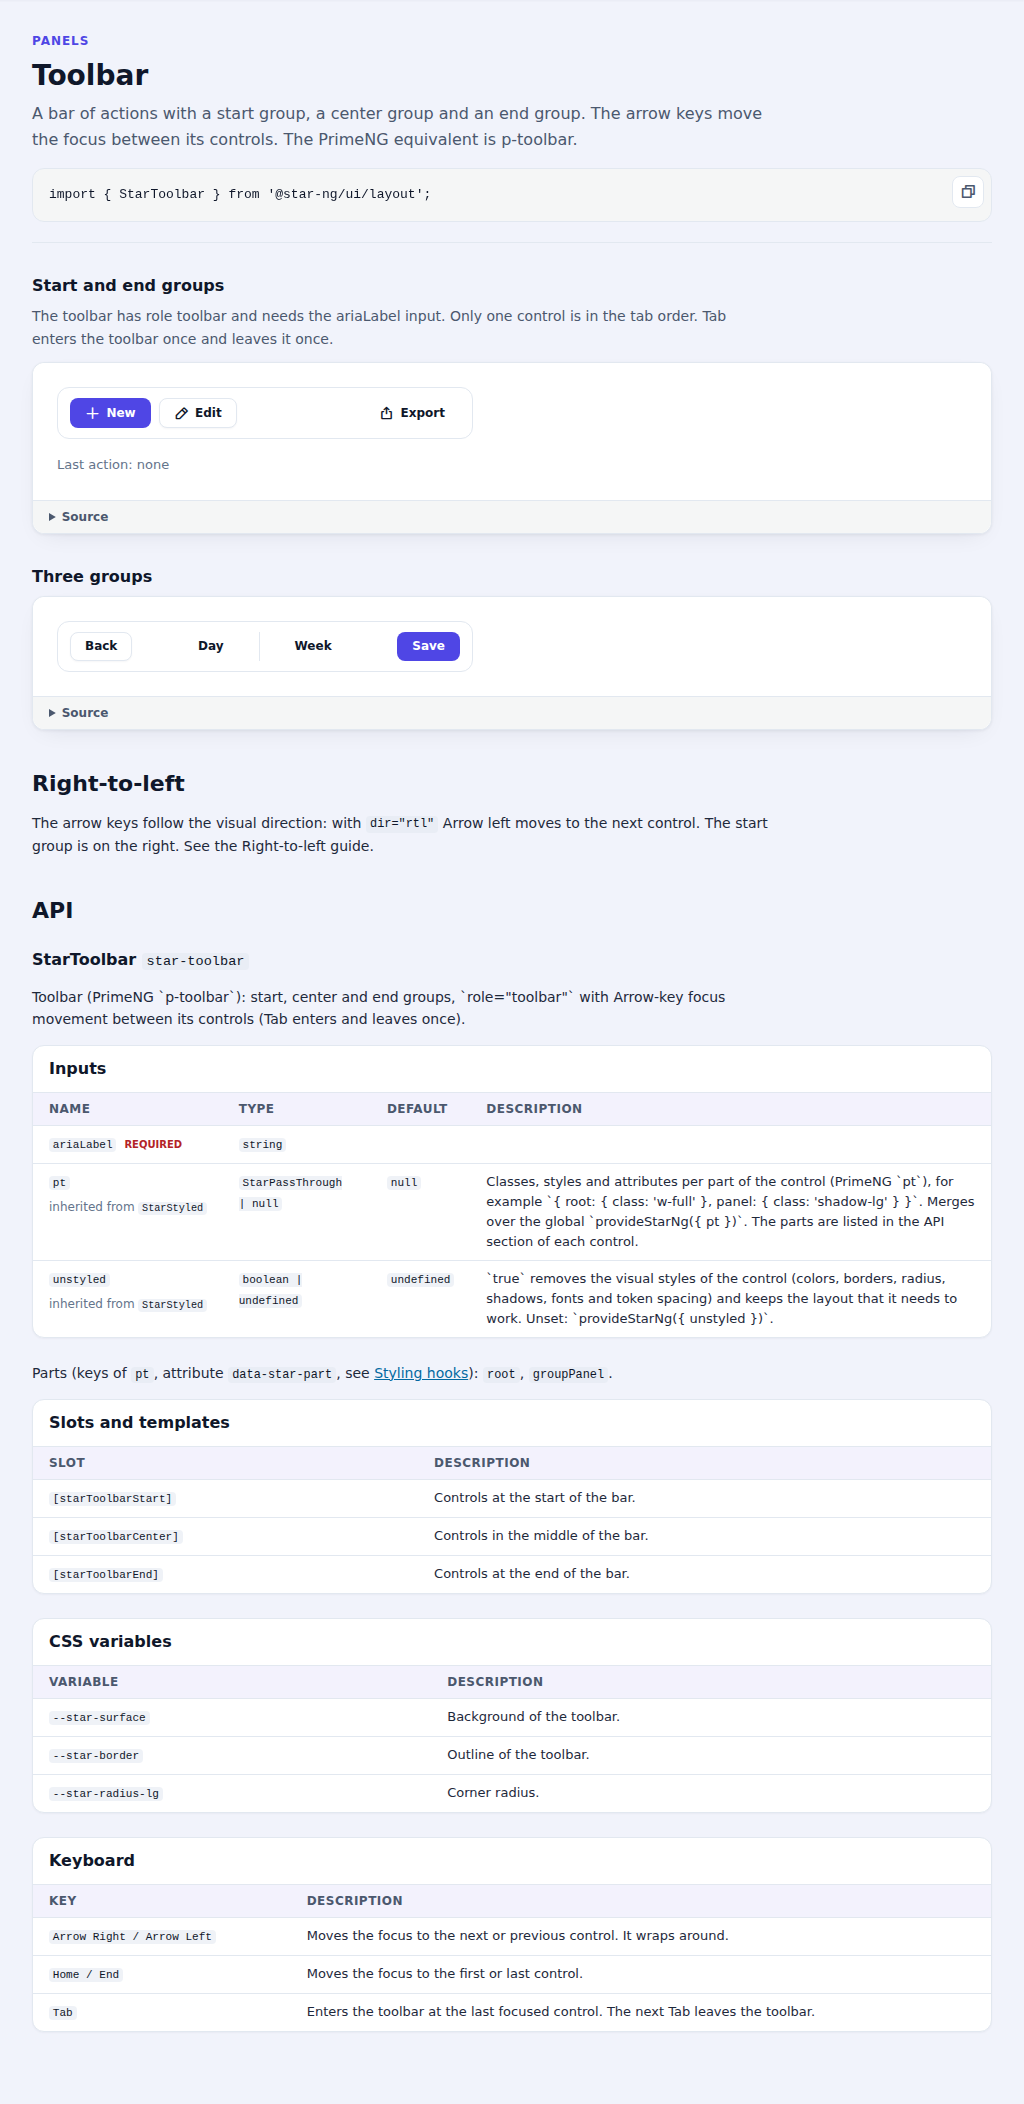 PANELS
Toolbar
A bar of actions with a start group, a center group and an end group. The arrow keys move
the focus between its controls. The PrimeNG equivalent is p-toolbar.
import { StarToolbar } from '@star-ng/ui/layout';
Start and end groups
The toolbar has role toolbar and needs the ariaLabel input. Only one control is in the tab order. Tab
enters the toolbar once and leaves it once.
New Edit Export
Last action: none
Source
Three groups
Back Day Week Save
Source
Right-to-left
The arrow keys follow the visual direction: with dir="rtl" Arrow left moves to the next control. The start
group is on the right. See the Right-to-left guide.
API
StarToolbar star-toolbar
Toolbar (PrimeNG `p-toolbar`): start, center and end groups, `role="toolbar"` with Arrow-key focus
movement between its controls (Tab enters and leaves once).
Inputs
NAME TYPE DEFAULT DESCRIPTION
ariaLabel REQUIRED string
pt StarPassThrough null Classes, styles and attributes per part of the control (PrimeNG `pt`), for
inherited from StarStyled | null example `{ root: { class: 'w-full' }, panel: { class: 'shadow-lg' } }`. Merges
over the global `provideStarNg({ pt })`. The parts are listed in the API
section of each control.
unstyled boolean | undefined `true` removes the visual styles of the control (colors, borders, radius,
inherited from StarStyled undefined shadows, fonts and token spacing) and keeps the layout that it needs to
work. Unset: `provideStarNg({ unstyled })`.
Parts (keys of pt, attribute data-star-part, see Styling hooks): root, groupPanel.
Slots and templates
SLOT DESCRIPTION
[starToolbarStart] Controls at the start of the bar.
[starToolbarCenter] Controls in the middle of the bar.
[starToolbarEnd] Controls at the end of the bar.
CSS variables
VARIABLE DESCRIPTION
--star-surface Background of the toolbar.
--star-border Outline of the toolbar.
--star-radius-lg Corner radius.
Keyboard
KEY DESCRIPTION
Arrow Right / Arrow Left Moves the focus to the next or previous control. It wraps around.
Home / End Moves the focus to the first or last control.
Tab Enters the toolbar at the last focused control. The next Tab leaves the toolbar.